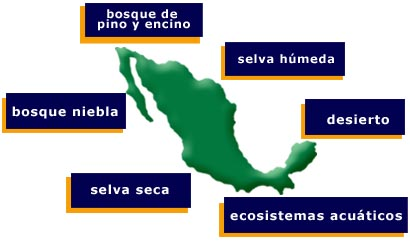 bosque de
pino y encino
selva húmeda
bosque niebla
desierto
selva seca
ecosistemas acuáticos